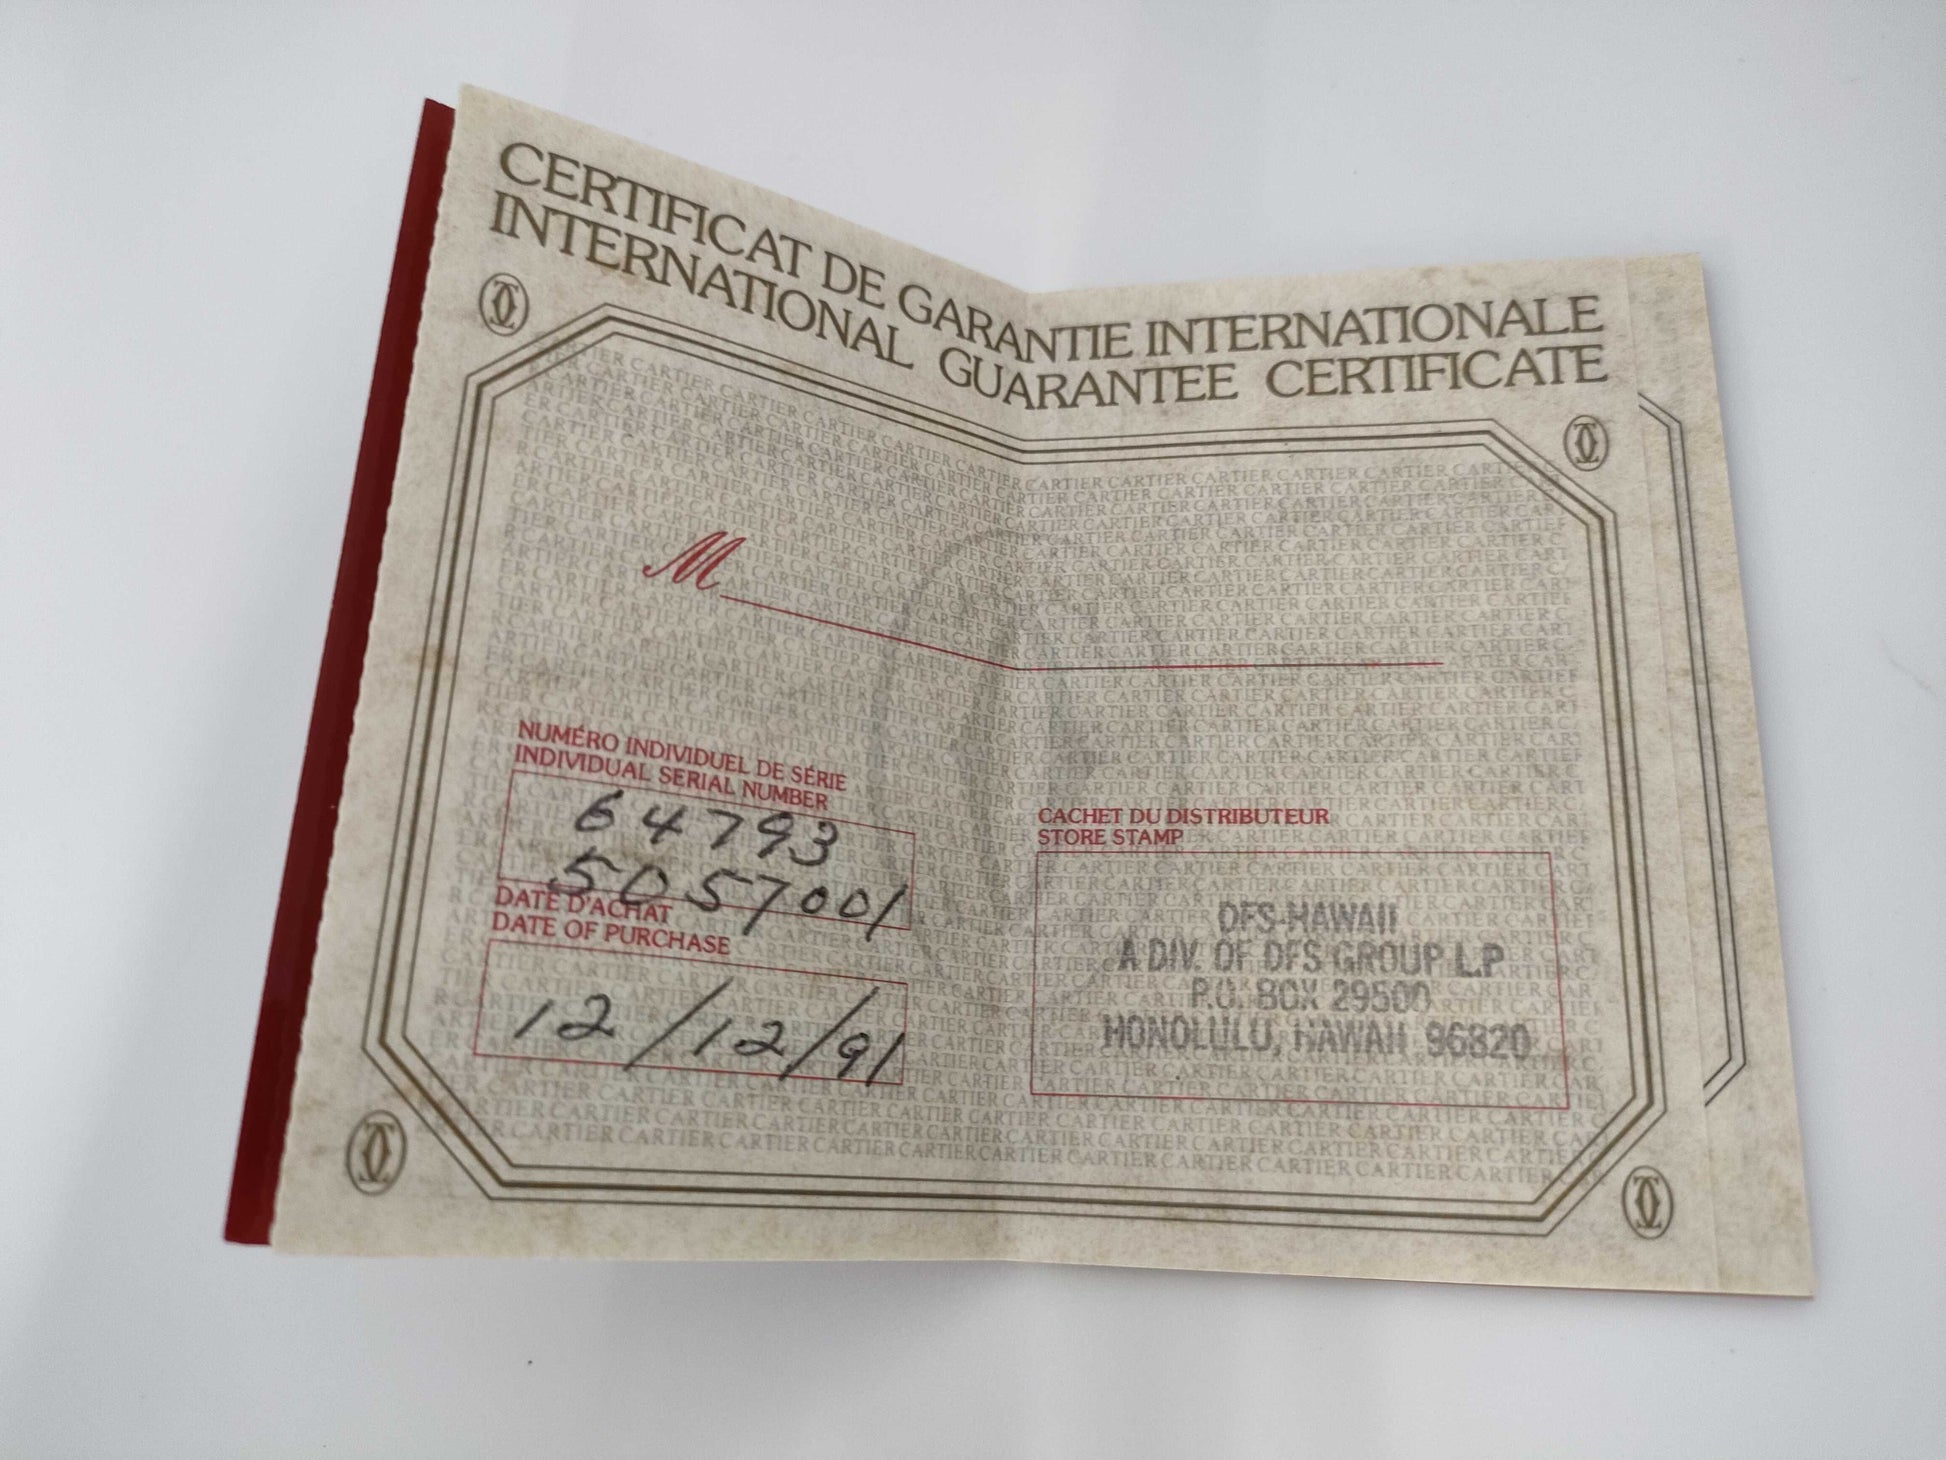 CERTIFICAT DE GARANTIE INTERNATIONALE
INTERNATIONAL GUARANTEE CERTIFICATE
M
NUMÉRO INDIVIDUEL DE SÉRIE
INDIVIDUAL SERIAL NUMBER
64793
5057001
DATE D'ACHAT
DATE OF PURCHASE
12/12/91
CACHET DU DISTRIBUTEUR
STORE STAMP
DFS-HAWAII
A DIV. OF DFS GROUP L.P
P.O. BOX 29500
HONOLULU, HAWAII 96820